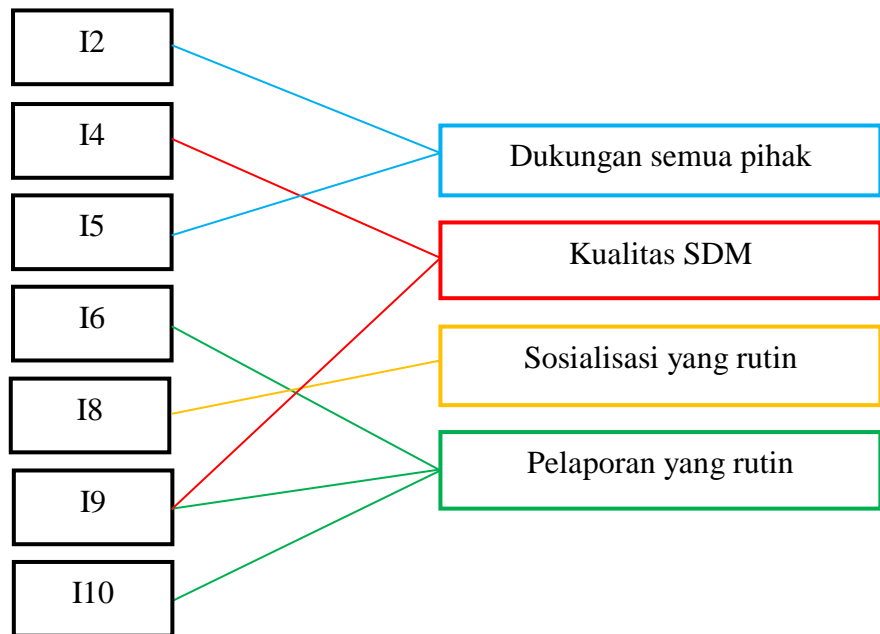 I2
I4
I5
I6
I8
I9
I10
Dukungan semua pihak
Kualitas SDM
Sosialisasi yang rutin
Pelaporan yang rutin